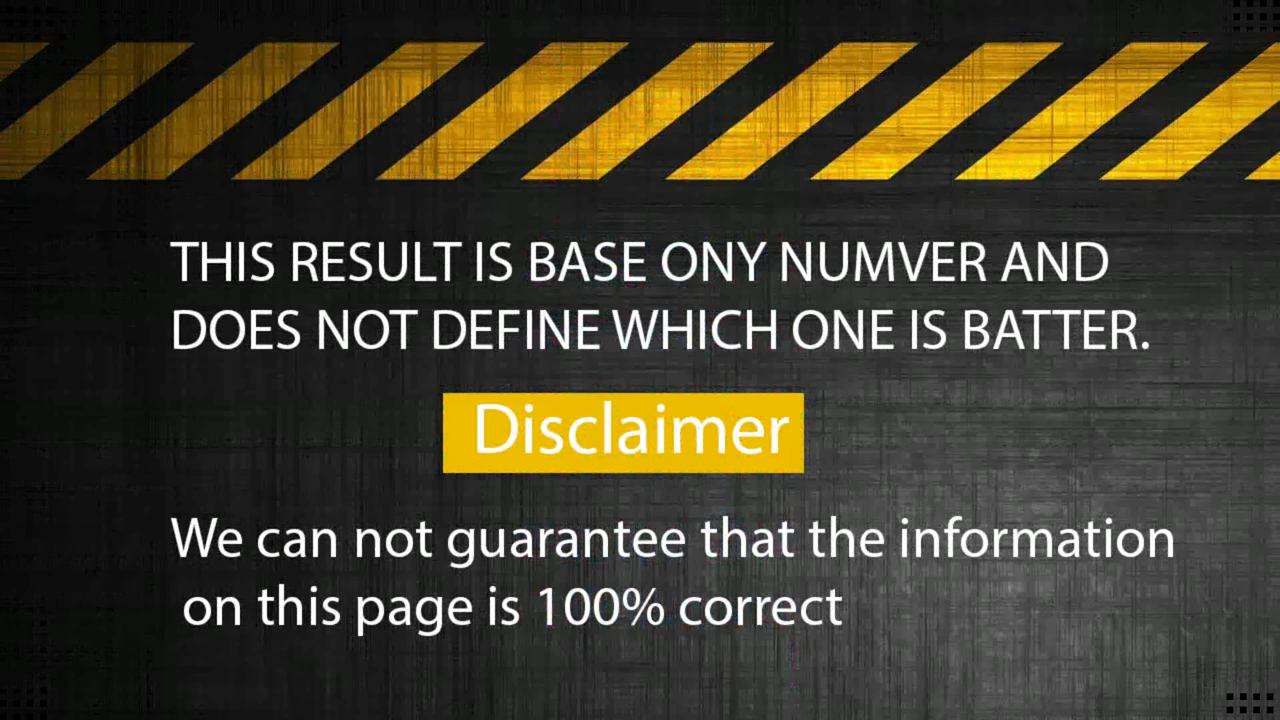 THIS RESULT IS BASE ONY NUMVER AND
DOES NOT DEFINE WHICH ONE IS BATTER.
Disclaimer
We can not guarantee that the information
on this page is 100% correct